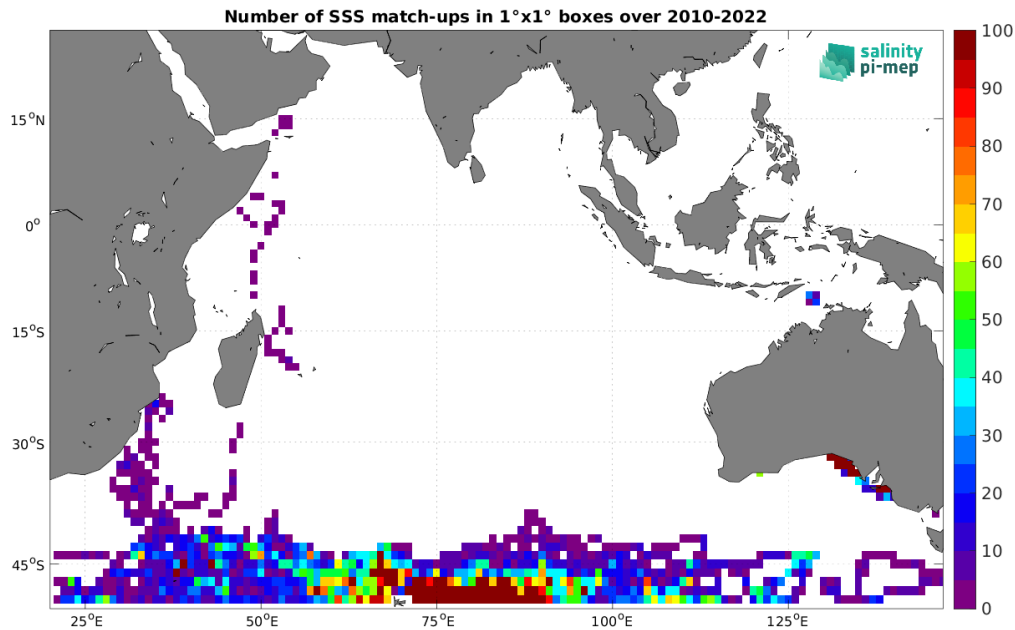 Number of SSS match-ups in 1°x1° boxes over 2010-2022
salinity
pi-mep
15°N
0°
15°S
30°S
45°S
25°E
50°E
75°E
100°E
125°E
100
90
80
70
60
50
40
30
20
10
0